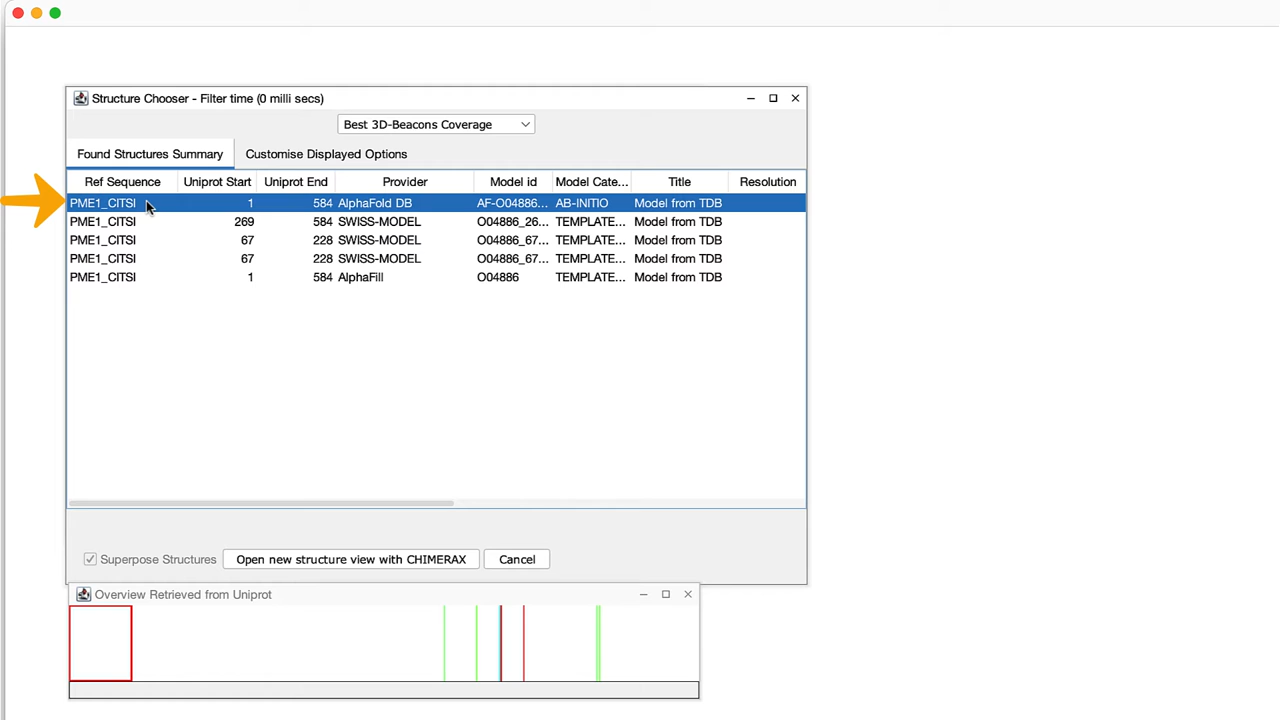 Structure Chooser - Filter time (0 milli secs)
Best 3D-Beacons Coverage
Found Structures Summary Customise Displayed Options
Ref Sequence Uniprot Start Uniprot End Provider Model id Model Cate... Title Resolution
PME1_CITSI 1 584 AlphaFold DB AF-O04886... AB-INITIO Model from TDB
PME1_CITSI 269 584 SWISS-MODEL O04886_26... TEMPLATE... Model from TDB
PME1_CITSI 67 228 SWISS-MODEL O04886_67... TEMPLATE... Model from TDB
PME1_CITSI 67 228 SWISS-MODEL O04886_67... TEMPLATE... Model from TDB
PME1_CITSI 1 584 AlphaFill O04886 TEMPLATE... Model from TDB
Superpose Structures Open new structure view with CHIMERAX Cancel
Overview Retrieved from Uniprot